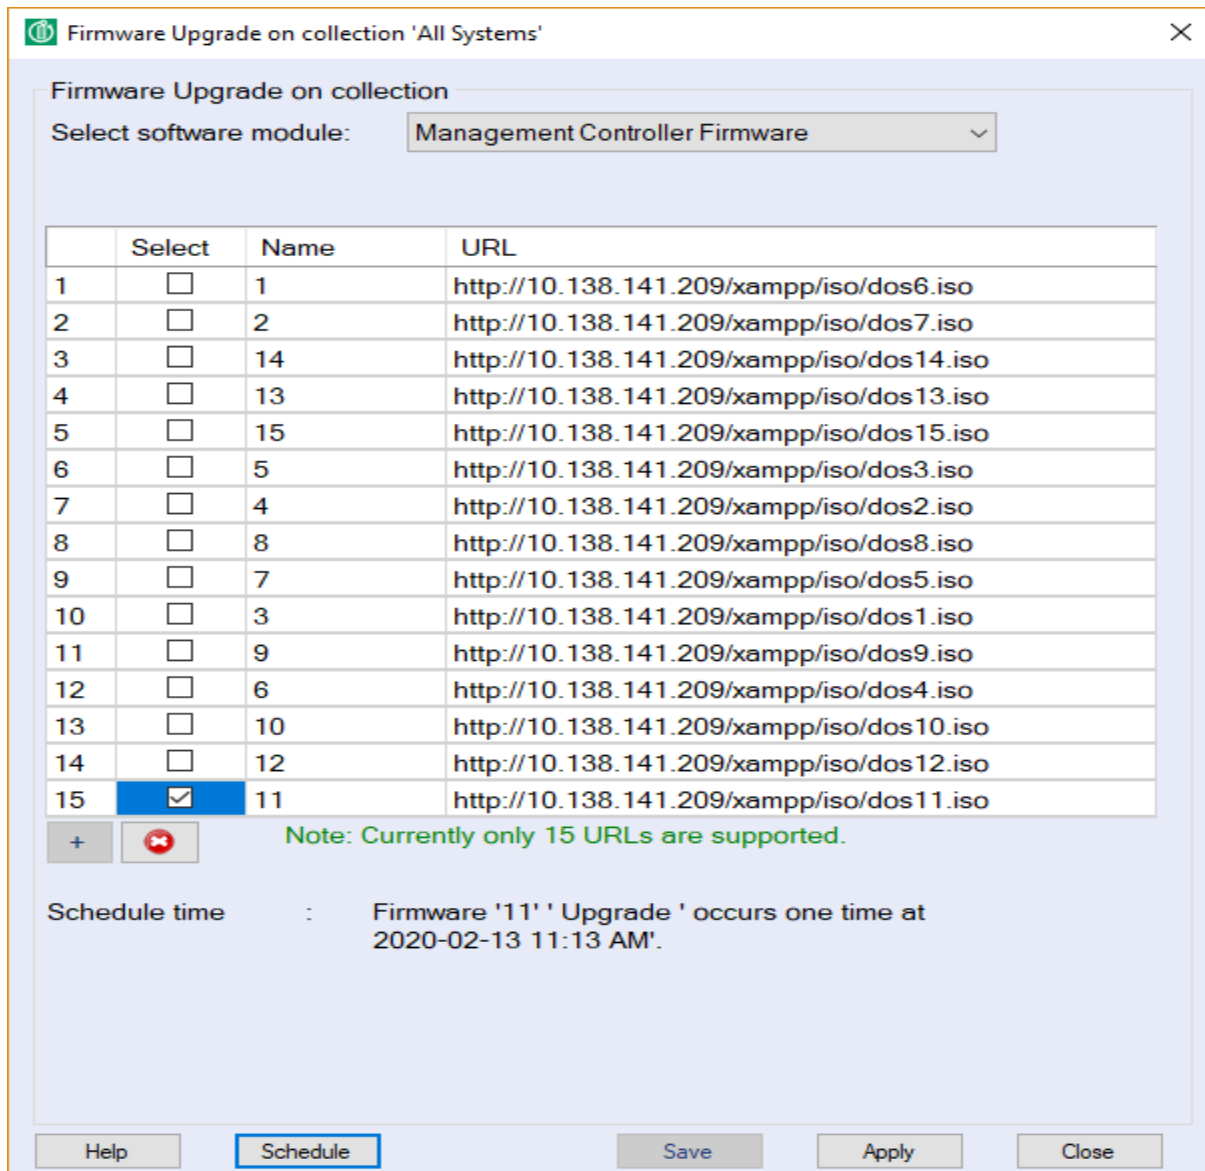 Firmware Upgrade on collection 'All Systems'
Firmware Upgrade on collection
Select software module: Management Controller Firmware
Select Name URL
1 1 http://10.138.141.209/xampp/iso/dos6.iso
2 2 http://10.138.141.209/xampp/iso/dos7.iso
3 14 http://10.138.141.209/xampp/iso/dos14.iso
4 13 http://10.138.141.209/xampp/iso/dos13.iso
5 15 http://10.138.141.209/xampp/iso/dos15.iso
6 5 http://10.138.141.209/xampp/iso/dos3.iso
7 4 http://10.138.141.209/xampp/iso/dos2.iso
8 8 http://10.138.141.209/xampp/iso/dos8.iso
9 7 http://10.138.141.209/xampp/iso/dos5.iso
10 3 http://10.138.141.209/xampp/iso/dos1.iso
11 9 http://10.138.141.209/xampp/iso/dos9.iso
12 6 http://10.138.141.209/xampp/iso/dos4.iso
13 10 http://10.138.141.209/xampp/iso/dos10.iso
14 12 http://10.138.141.209/xampp/iso/dos12.iso
15 11 http://10.138.141.209/xampp/iso/dos11.iso
+ Note: Currently only 15 URLs are supported.
Schedule time : Firmware '11' ' Upgrade ' occurs one time at
2020-02-13 11:13 AM'.
Help Schedule Save Apply Close